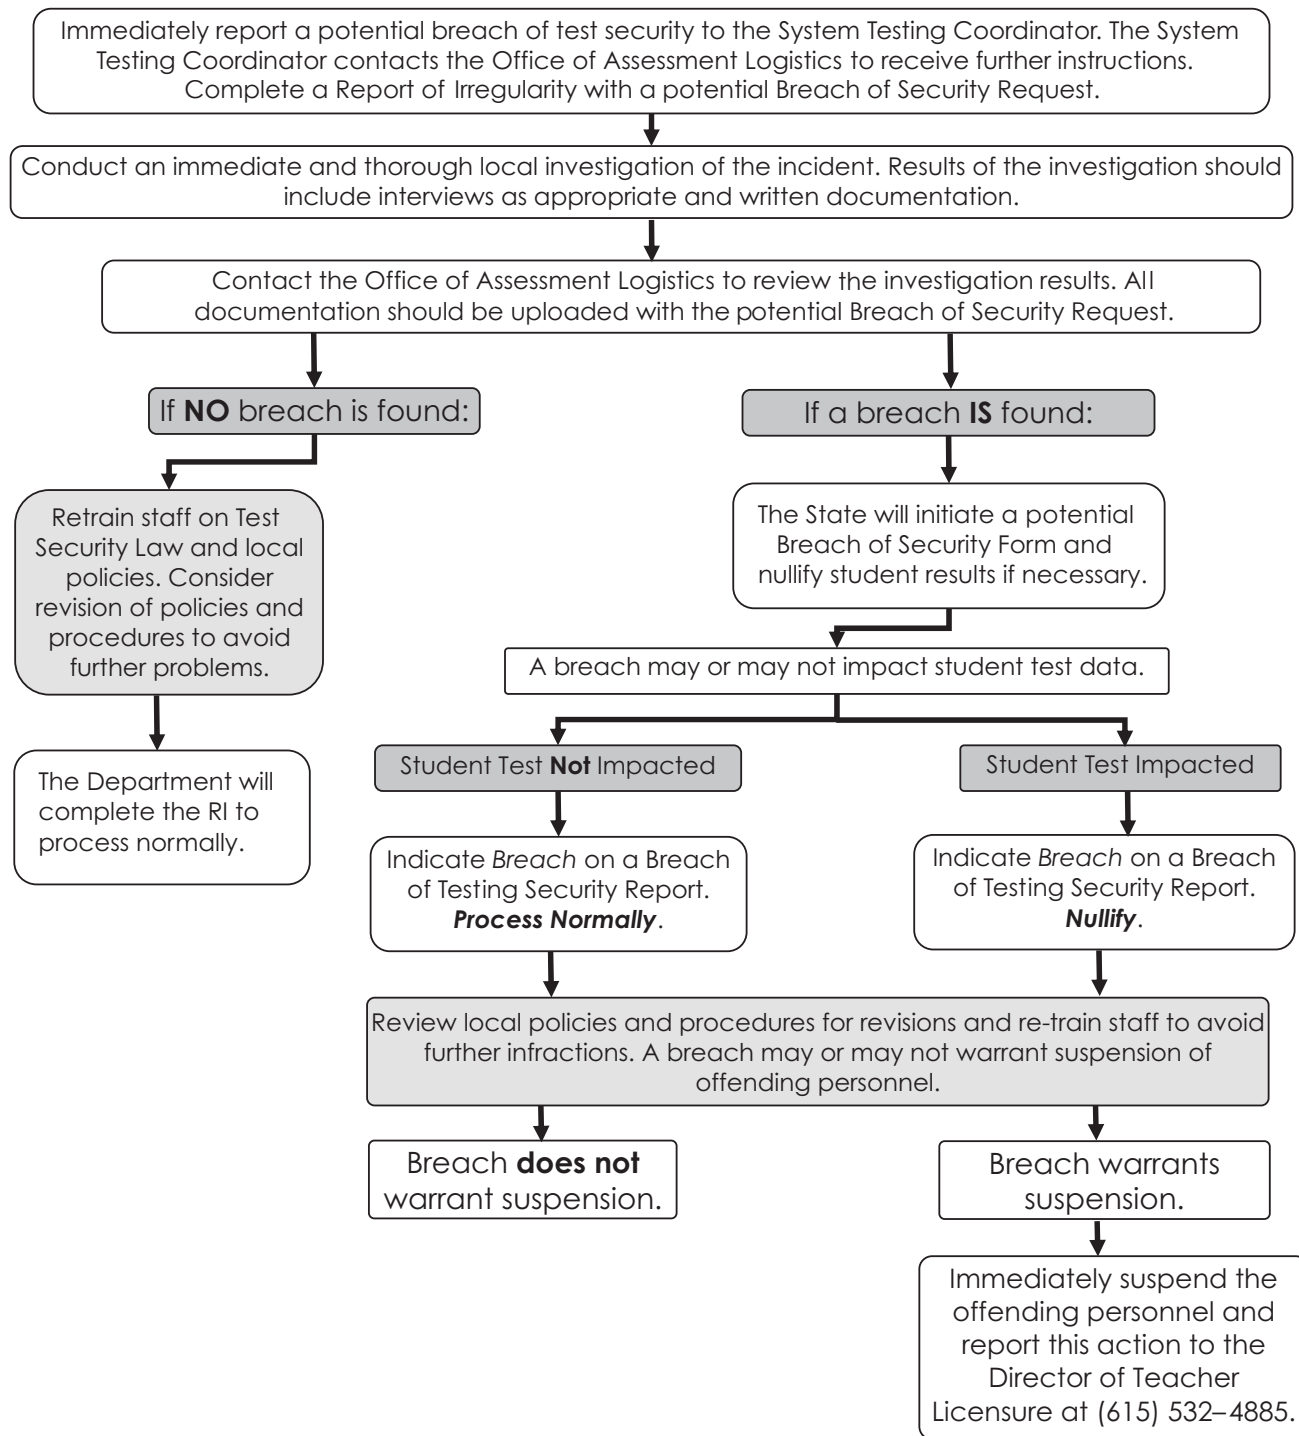 Immediately report a potential breach of test security to the System Testing Coordinator. The System
Testing Coordinator contacts the Office of Assessment Logistics to receive further instructions.
Complete a Report of Irregularity with a potential Breach of Security Request.
Conduct an immediate and thorough local investigation of the incident. Results of the investigation should
include interviews as appropriate and written documentation.
Contact the Office of Assessment Logistics to review the investigation results. All
documentation should be uploaded with the potential Breach of Security Request.
If NO breach is found:
Retrain staff on Test
Security Law and local
policies. Consider
revision of policies and
procedures to avoid
further problems.
The Department will
complete the RI to
process normally.
If a breach IS found:
The State will initiate a potential
Breach of Security Form and
nullify student results if necessary.
A breach may or may not impact student test data.
Student Test Not Impacted
Indicate Breach on a Breach
of Testing Security Report.
Process Normally.
Student Test Impacted
Indicate Breach on a Breach
of Testing Security Report.
Nullify.
Review local policies and procedures for revisions and re-train staff to avoid
further infractions. A breach may or may not warrant suspension of
offending personnel.
Breach does not
warrant suspension.
Breach warrants
suspension.
Immediately suspend the
offending personnel and
report this action to the
Director of Teacher
Licensure at (615) 532–4885.